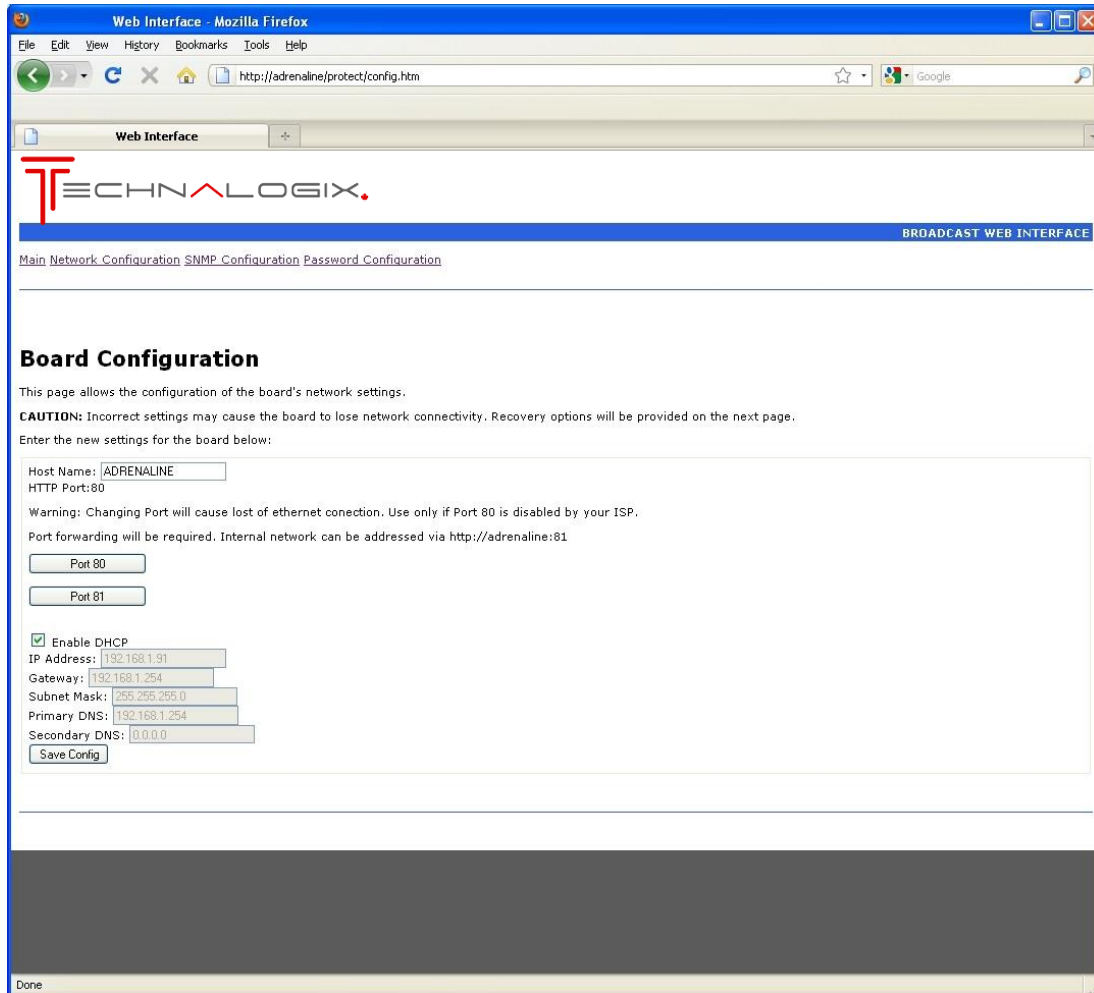 Web Interface - Mozilla Firefox
File Edit View History Bookmarks Tools Help
http://adrenaline/protect/config.htm
Google
Web Interface
TECHNALOGIX.
BROADCAST WEB INTERFACE
Main Network Configuration SNMP Configuration Password Configuration
Board Configuration
This page allows the configuration of the board's network settings.
CAUTION: Incorrect settings may cause the board to lose network connectivity. Recovery options will be provided on the next page.
Enter the new settings for the board below:
Host Name: ADRENALINE
HTTP Port:80
Warning: Changing Port will cause lost of ethernet conection. Use only if Port 80 is disabled by your ISP.
Port forwarding will be required. Internal network can be addressed via http://adrenaline:81
Port 80
Port 81
Enable DHCP
IP Address: 192.168.1.91
Gateway: 192.168.1.254
Subnet Mask: 255.255.255.0
Primary DNS: 192.168.1.254
Secondary DNS: 0.0.0.0
Save Config
Done